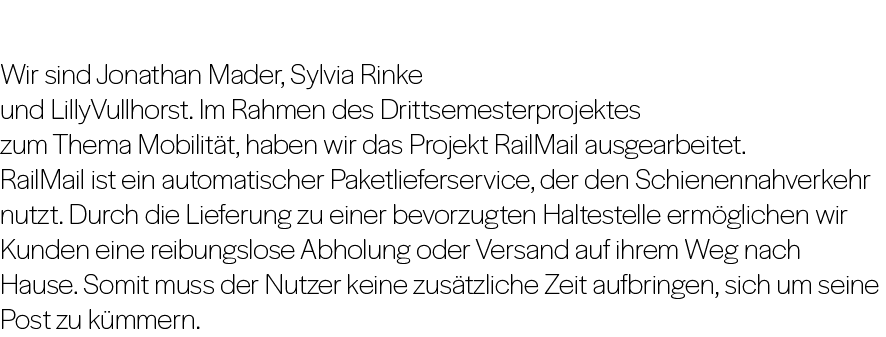 Wir sind Jonathan Mader, Sylvia Rinke
und LillyVullhorst. Im Rahmen des Drittsemesterprojektes
zum Thema Mobilität, haben wir das Projekt RailMail ausgearbeitet.
RailMail ist ein automatischer Paketlieferservice, der den Schienennahverkehr
nutzt. Durch die Lieferung zu einer bevorzugten Haltestelle ermöglichen wir
Kunden eine reibungslose Abholung oder Versand auf ihrem Weg nach
Hause. Somit muss der Nutzer keine zusätzliche Zeit aufbringen, sich um seine
Post zu kümmern.